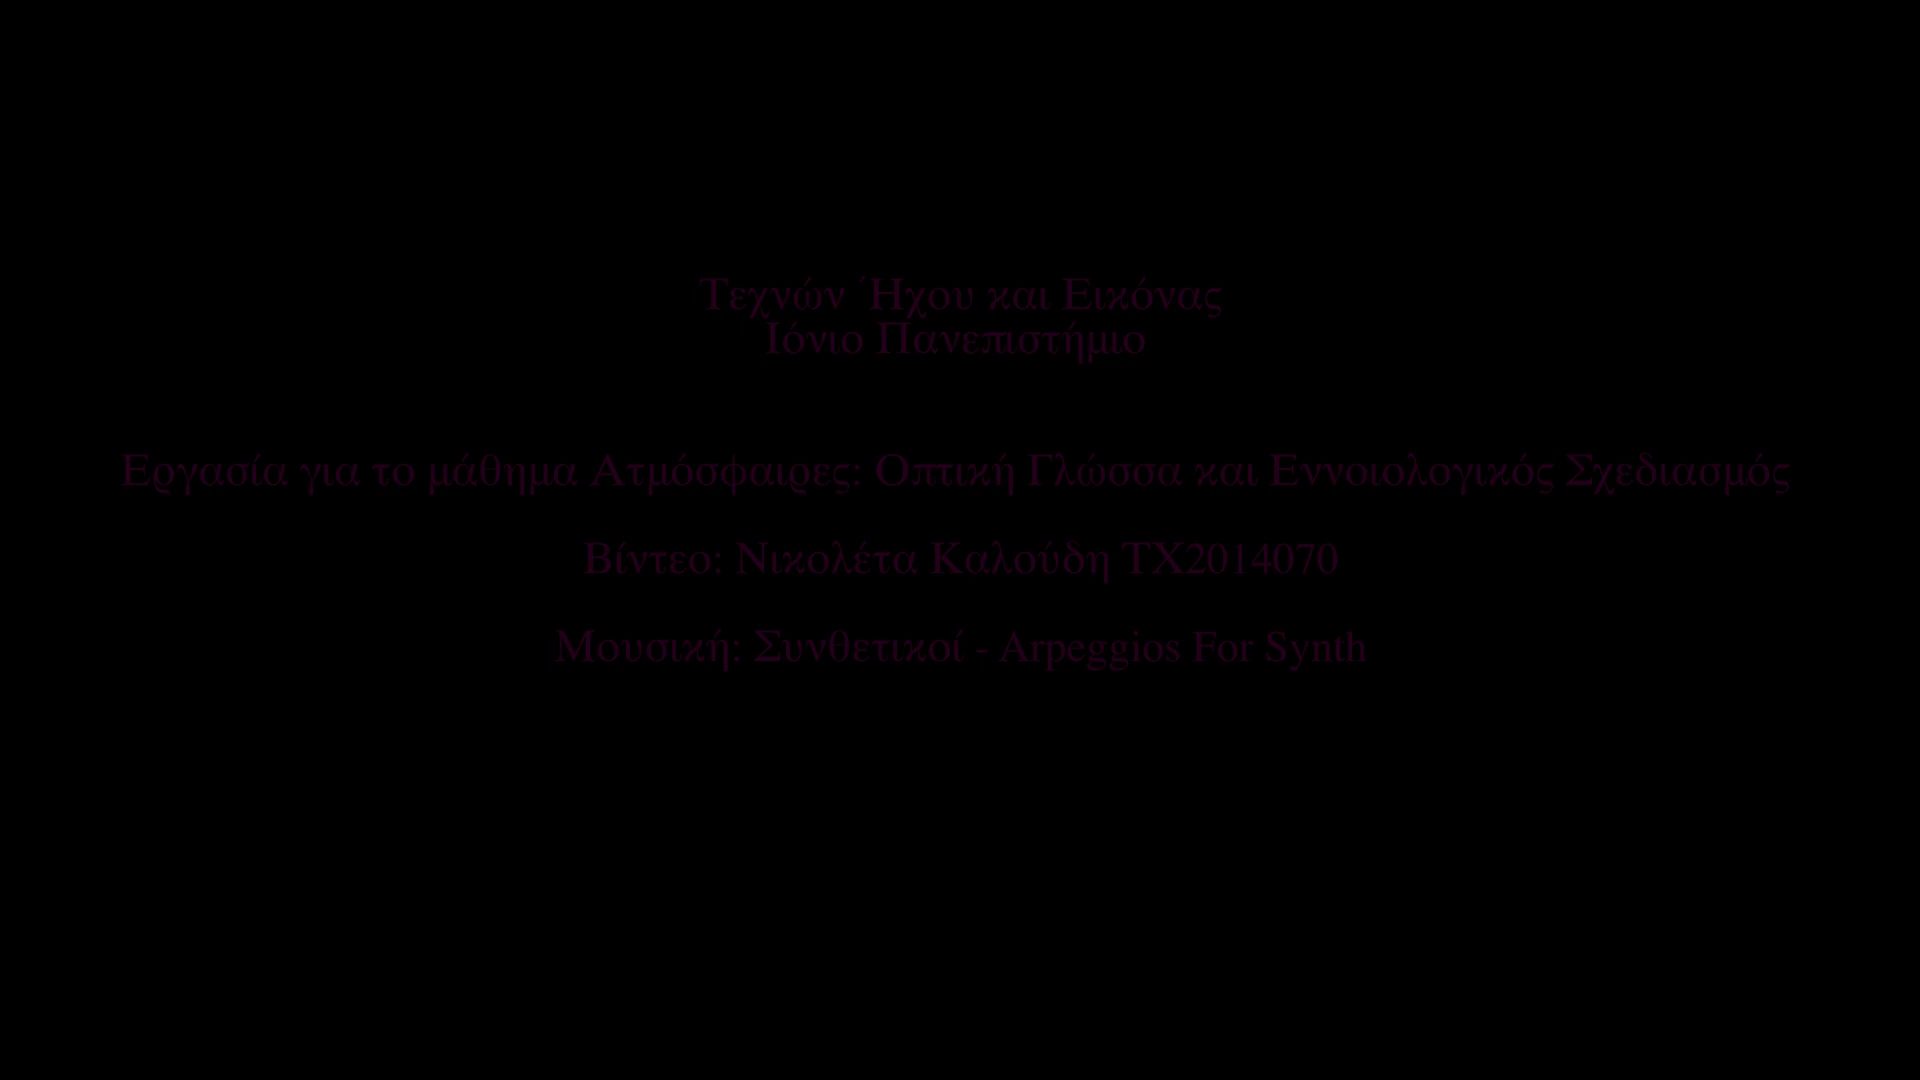 Τεχνών Ήχου και Εικόνας
Ιόνιο Πανεπιστήμιο
Εργασία για το μάθημα Ατμόσφαιρες: Οπτική Γλώσσα και Εννοιολογικός Σχεδιασμός
Βίντεο: Νικολέτα Καλούδη ΤΧ2014070
Μουσική: Συνθετικοί - Arpeggios For Synth